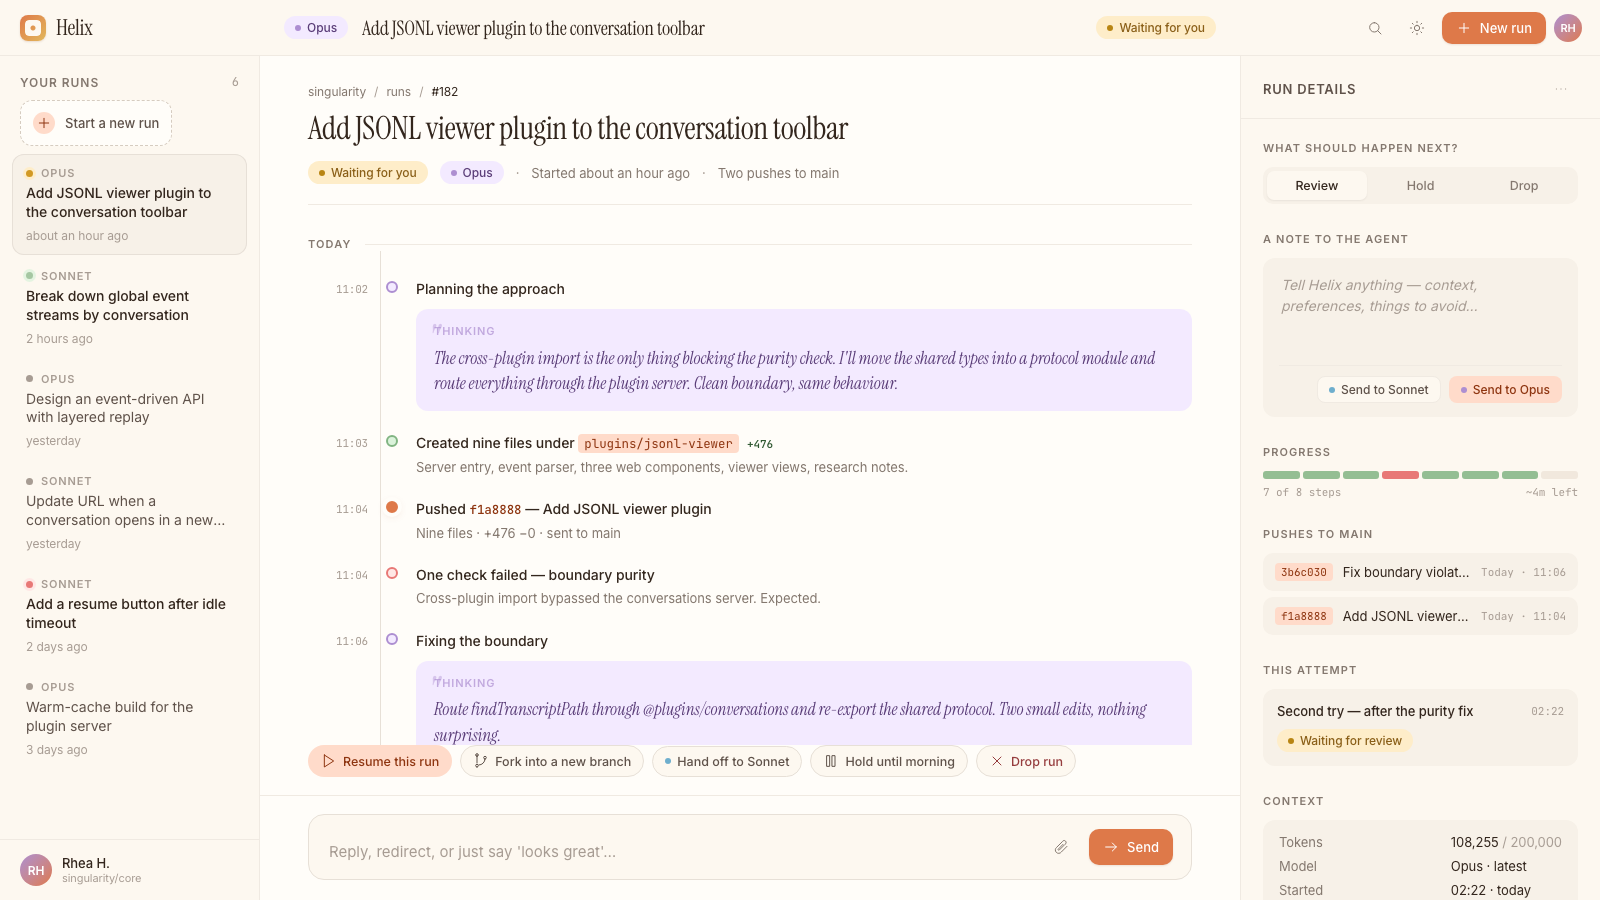 Helix
Opus
Add JSONL viewer plugin to the conversation toolbar
Waiting for you
New run
RH
YOUR RUNS
6
Start a new run
OPUS
Add JSONL viewer plugin to
the conversation toolbar
about an hour ago
SONNET
Break down global event
streams by conversation
2 hours ago
OPUS
Design an event-driven API
with layered replay
yesterday
SONNET
Update URL when a
conversation opens in a new…
yesterday
SONNET
Add a resume button after idle
timeout
2 days ago
OPUS
Warm-cache build for the
plugin server
3 days ago
RH
Rhea H.
singularity/core
singularity / runs / #182
Add JSONL viewer plugin to the conversation toolbar
Waiting for you
Opus
· Started about an hour ago · Two pushes to main
TODAY
11:02
Planning the approach
THINKING
The cross-plugin import is the only thing blocking the purity check. I'll move the shared types into a protocol module and
route everything through the plugin server. Clean boundary, same behaviour.
11:03
Created nine files under plugins/jsonl-viewer +476
Server entry, event parser, three web components, viewer views, research notes.
11:04
Pushed f1a8888 — Add JSONL viewer plugin
Nine files · +476 −0 · sent to main
11:04
One check failed — boundary purity
Cross-plugin import bypassed the conversations server. Expected.
11:06
Fixing the boundary
THINKING
Route findTranscriptPath through @plugins/conversations and re-export the shared protocol. Two small edits, nothing
surprising.
Resume this run
Fork into a new branch
Hand off to Sonnet
Hold until morning
Drop run
Reply, redirect, or just say 'looks great'…
Send
RUN DETAILS
···
WHAT SHOULD HAPPEN NEXT?
Review
Hold
Drop
A NOTE TO THE AGENT
Tell Helix anything — context,
preferences, things to avoid…
Send to Sonnet
Send to Opus
PROGRESS
7 of 8 steps
~4m left
PUSHES TO MAIN
3b6c030 Fix boundary violat… Today · 11:06
f1a8888 Add JSONL viewer… Today · 11:04
THIS ATTEMPT
Second try — after the purity fix
02:22
Waiting for review
CONTEXT
Tokens
108,255 / 200,000
Model
Opus · latest
Started
02:22 · today